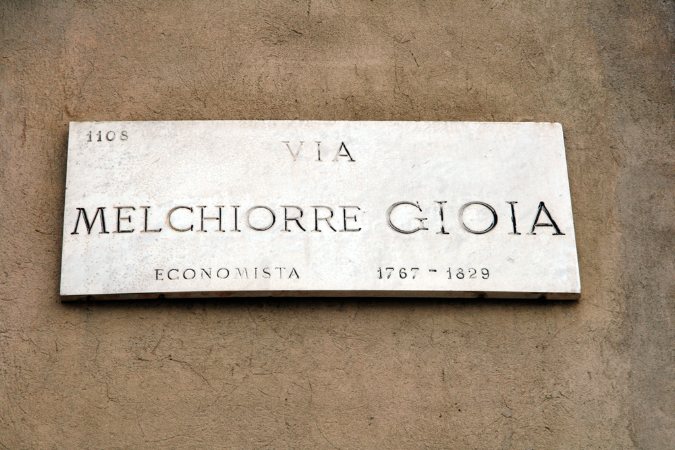 1108
VIA
MELCHIORRE GIOIA
ECONOMISTA 1767 - 1829